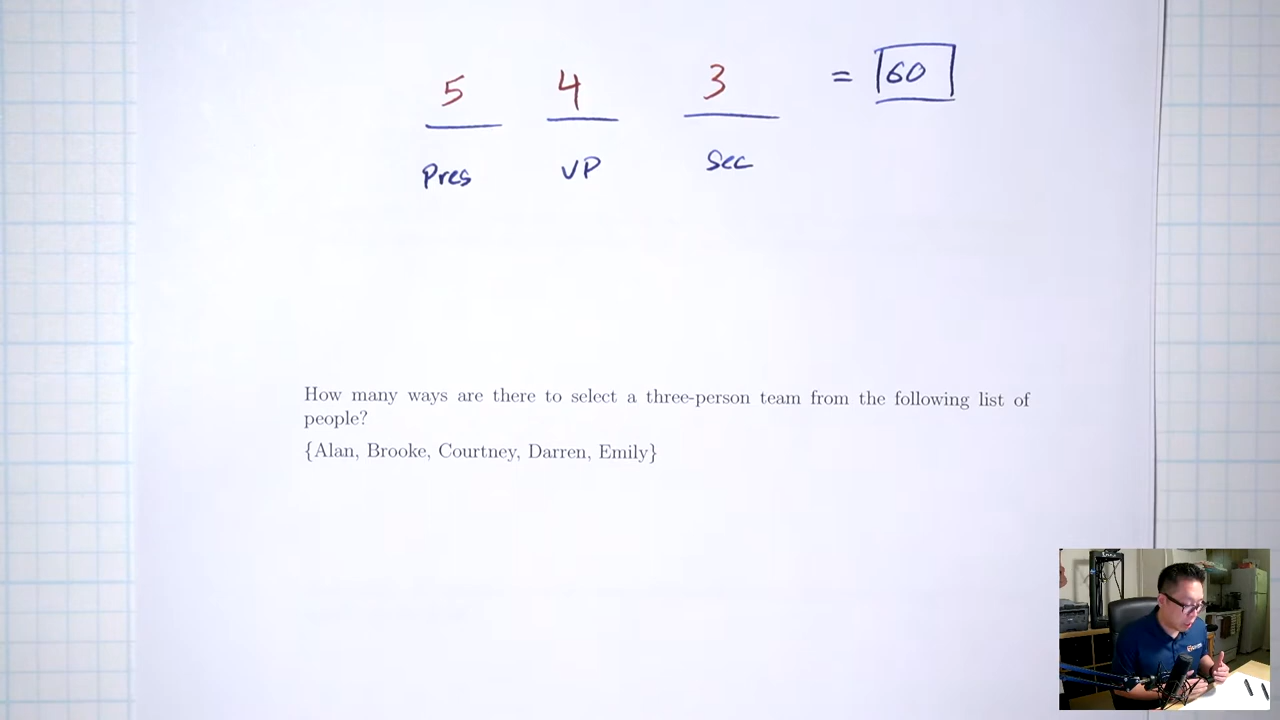 5 4 3 = 60
Pres VP Sec
How many ways are there to select a three-person team from the following list of
people?
{Alan, Brooke, Courtney, Darren, Emily}